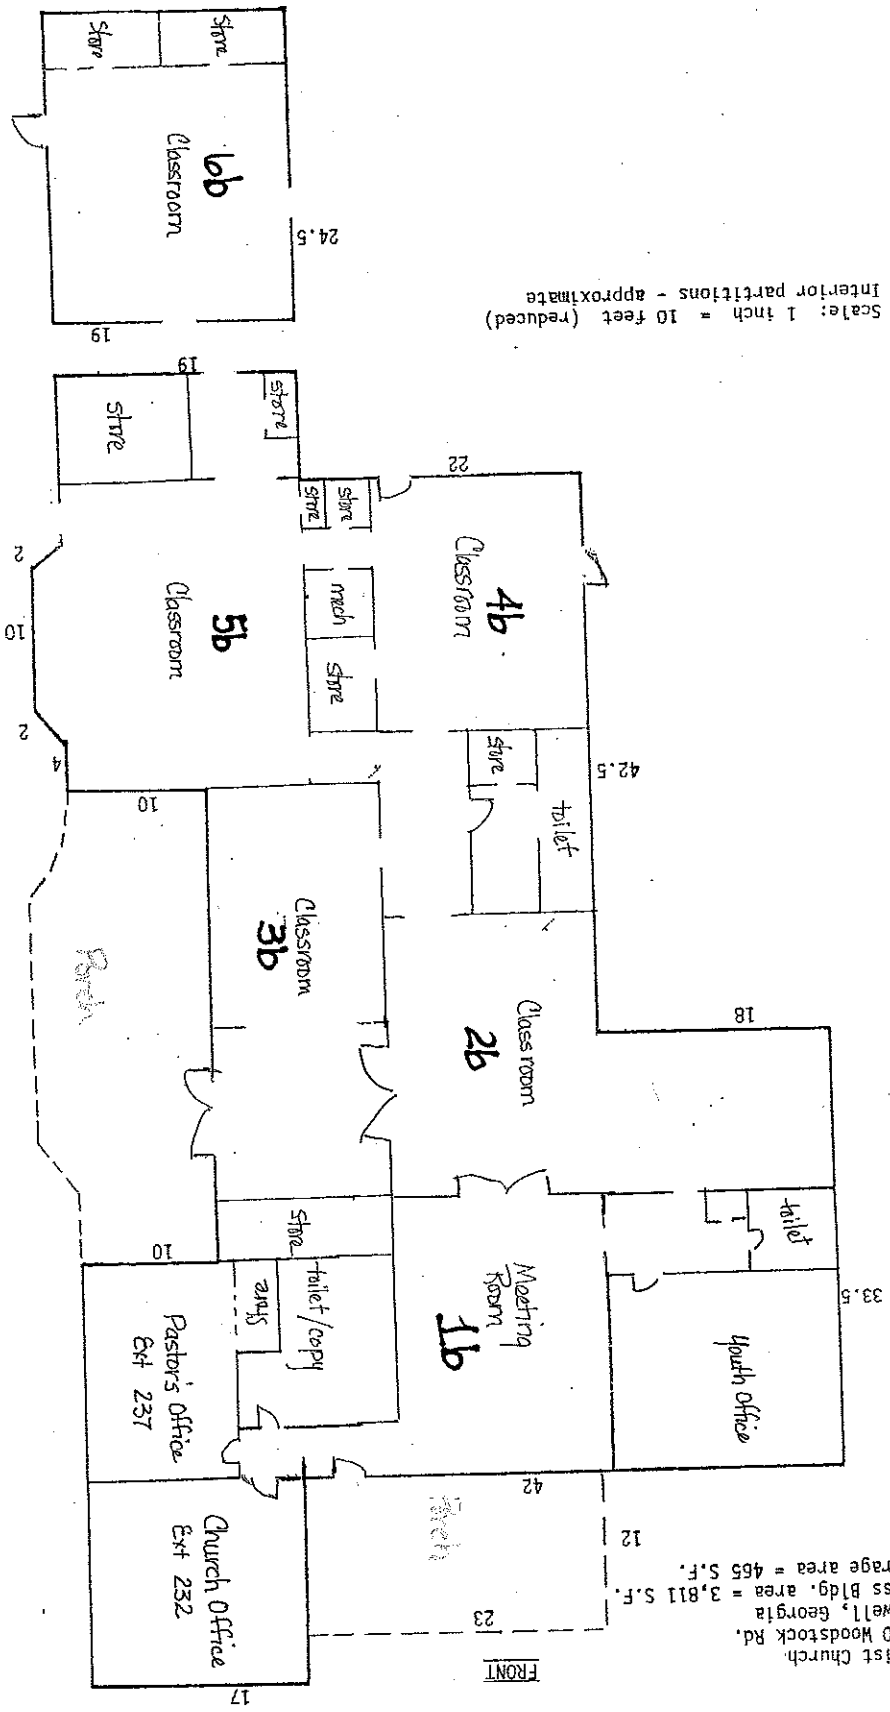 Store
Store
6b
Classroom
24.5
19
Scale: 1 inch = 10 feet (reduced)
Interior partitions - approximate
19
store
store
22
store
store
2
10
2
4
Classroom
5b
mech
store
Classroom
4b
42.5
store
toilet
10
Classroom
3b
Porch
Classroom
2b
18
10
store
store
toilet/copy
Meeting
Room
1b
toilet
33.5
Youth Office
Pastor's Office
Ext 237
Church Office
Ext 232
42
Porch
12
23
17
FRONT
ist Church
0 Woodstock Rd.
well, Georgia
ss Bldg. area = 3,811 S.F.
rage area = 465 S.F.